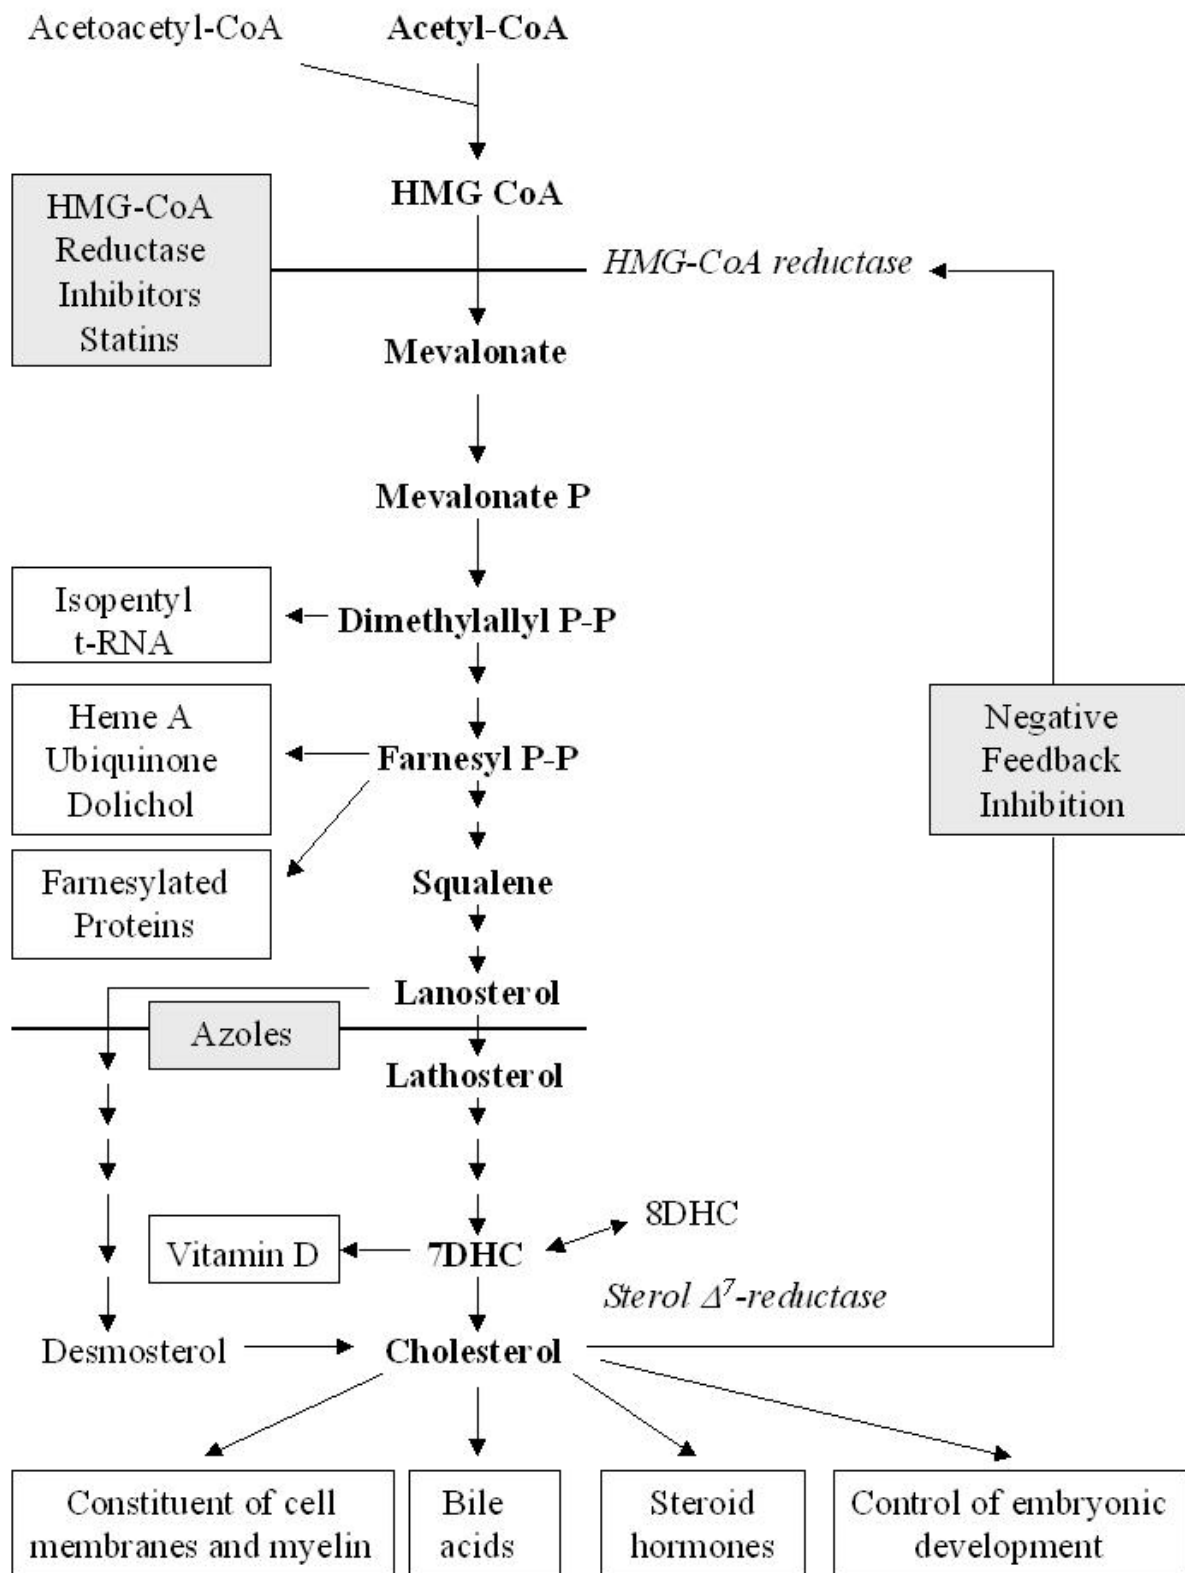 Acetoacetyl-CoA
Acetyl-CoA
HMG-CoA
Reductase
Inhibitors
Statins
HMG CoA
HMG-CoA reductase
Mevalonate
Mevalonate P
Isopentyl
t-RNA
Dimethylallyl P-P
Heme A
Ubiquinone
Dolichol
Farnesyl P-P
Negative
Feedback
Inhibition
Farnesylated
Proteins
Squalene
Lanosterol
Azoles
Lathosterol
8DHC
Vitamin D
7DHC
Sterol Δ⁷-reductase
Desmosterol
Cholesterol
Constituent of cell
membranes and myelin
Bile
acids
Steroid
hormones
Control of embryonic
development